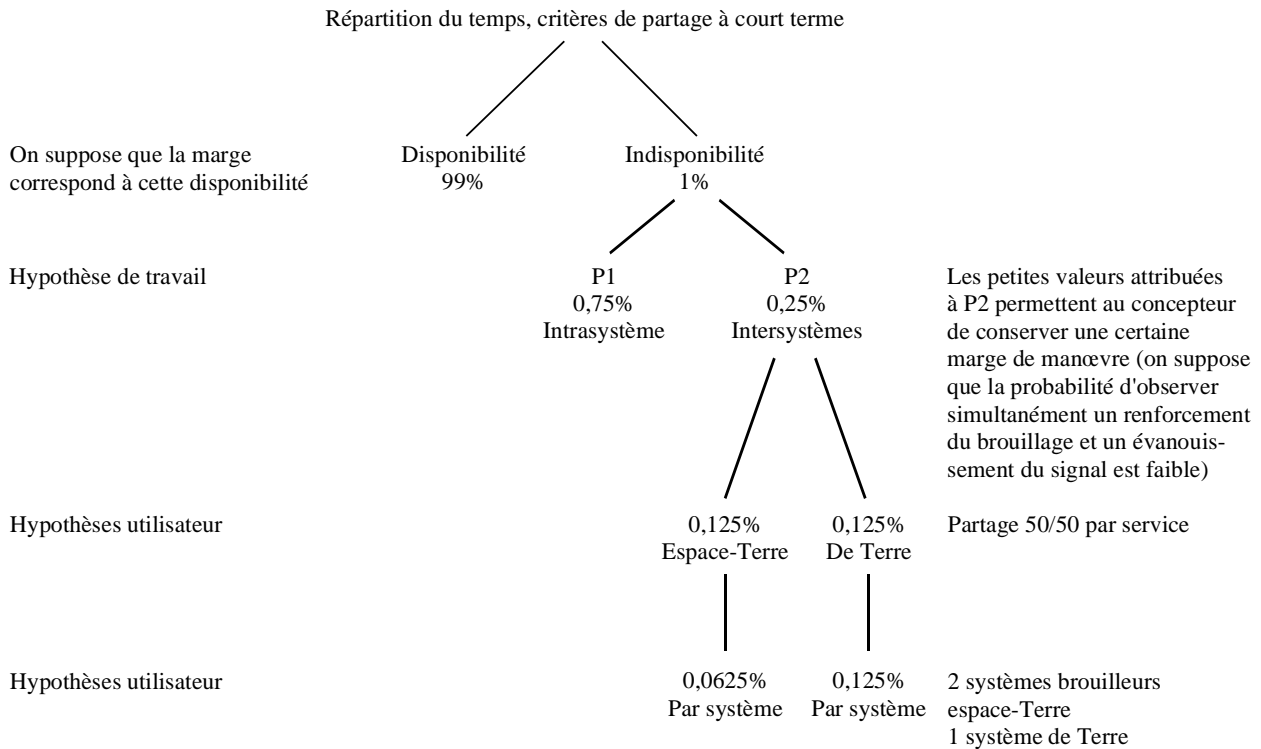 Répartition du temps, critères de partage à court terme
On suppose que la marge
correspond à cette disponibilité
Disponibilité
99%
Indisponibilité
1%
Hypothèse de travail
P1
0,75%
Intrasystème
P2
0,25%
Intersystèmes
Les petites valeurs attribuées
à P2 permettent au concepteur
de conserver une certaine
marge de manœvre (on suppose
que la probabilité d'observer
simultanément un renforcement
du brouillage et un évanouis-
sement du signal est faible)
Hypothèses utilisateur
0,125%
Espace-Terre
0,125%
De Terre
Partage 50/50 par service
Hypothèses utilisateur
0,0625%
Par système
0,125%
Par système
2 systèmes brouilleurs
espace-Terre
1 système de Terre